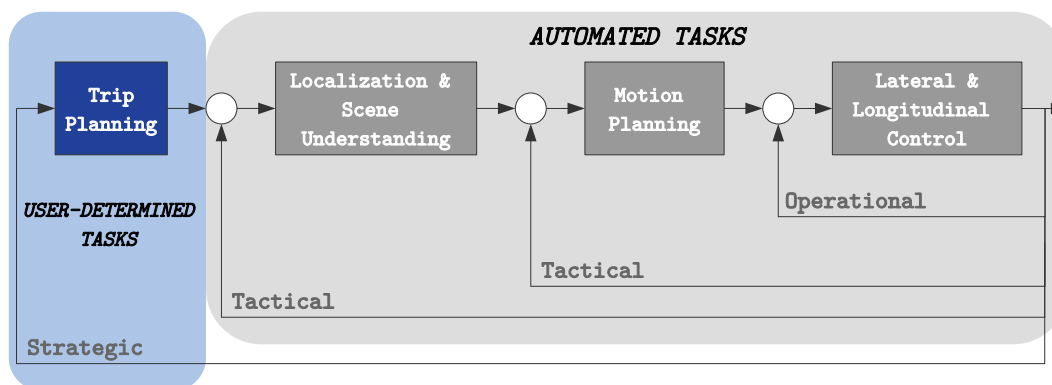 AUTOMATED TASKS
Trip
Planning
Localization &
Scene
Understanding
Motion
Planning
Lateral &
Longitudinal
Control
USER-DETERMINED
TASKS
Operational
Tactical
Tactical
Strategic